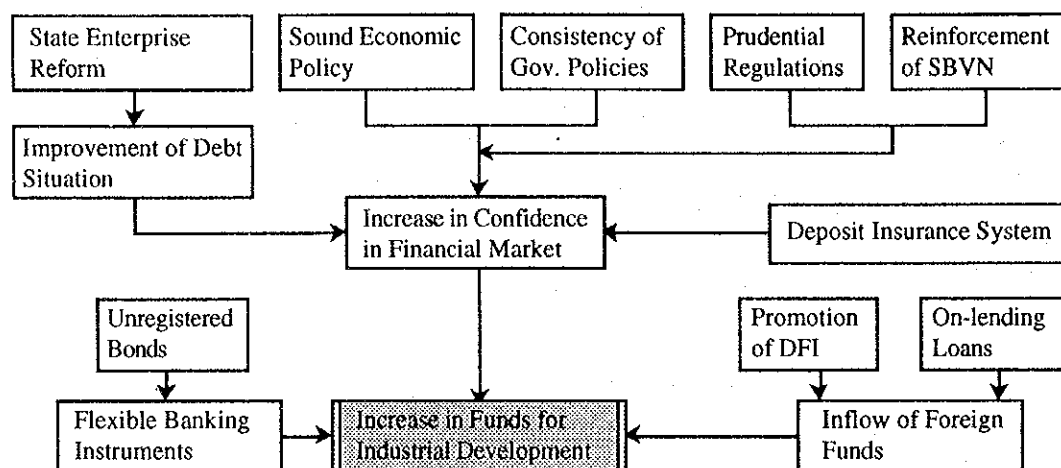 State Enterprise
Reform
Sound Economic
Policy
Consistency of
Gov. Policies
Prudential
Regulations
Reinforcement
of SBVN
Improvement of Debt
Situation
Increase in Confidence
in Financial Market
Deposit Insurance System
Unregistered
Bonds
Promotion
of DFI
On-lending
Loans
Flexible Banking
Instruments
Increase in Funds for
Industrial Development
Inflow of Foreign
Funds